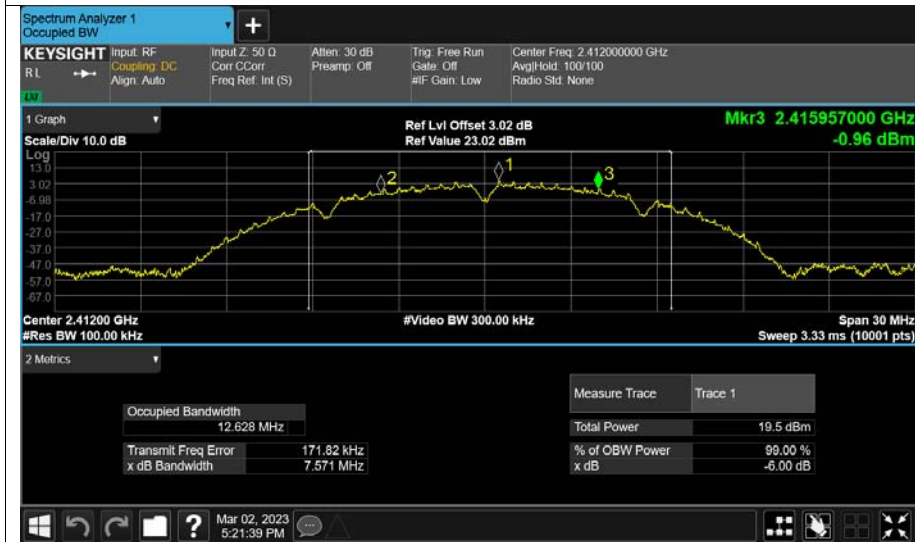 Spectrum Analyzer 1
Occupied BW
+
KEYSIGHT
R L
LXI
Input: RF
Coupling: DC
Align: Auto
Input Z: 50 Ω
Corr CCorr
Freq Ref: Int (S)
Atten: 30 dB
Preamp: Off
Trig: Free Run
Gate: Off
#IF Gain: Low
Center Freq: 2.412000000 GHz
Avg|Hold: 100/100
Radio Std: None
1 Graph
Scale/Div 10.0 dB
Ref Lvl Offset 3.02 dB
Ref Value 23.02 dBm
Mkr3 2.415957000 GHz
-0.96 dBm
Log
13.0
3.02
-6.98
-17.0
-27.0
-37.0
-47.0
-57.0
-67.0
2
1
3
Center 2.41200 GHz
#Res BW 100.00 kHz
#Video BW 300.00 kHz
Span 30 MHz
Sweep 3.33 ms (10001 pts)
2 Metrics
Occupied Bandwidth
12.628 MHz
Transmit Freq Error 171.82 kHz
x dB Bandwidth 7.571 MHz
Measure Trace Trace 1
Total Power 19.5 dBm
% of OBW Power 99.00 %
x dB -6.00 dB
?
Mar 02, 2023
5:21:39 PM